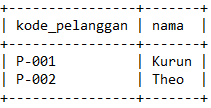 kode_pelanggan | nama
P-001 | Kurun
P-002 | Theo